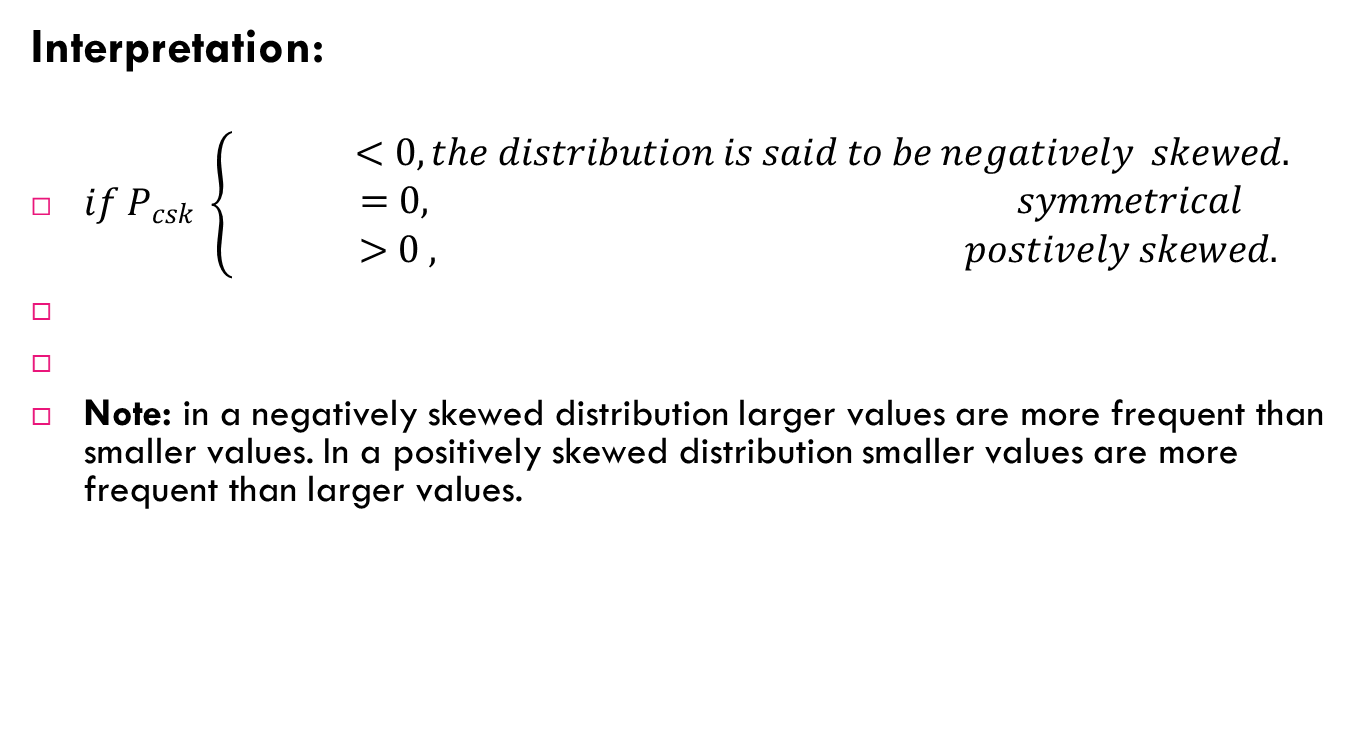 Interpretation:
if P_csk { < 0, the distribution is said to be negatively skewed.
= 0, symmetrical
> 0 , postively skewed.
Note: in a negatively skewed distribution larger values are more frequent than
smaller values. In a positively skewed distribution smaller values are more
frequent than larger values.